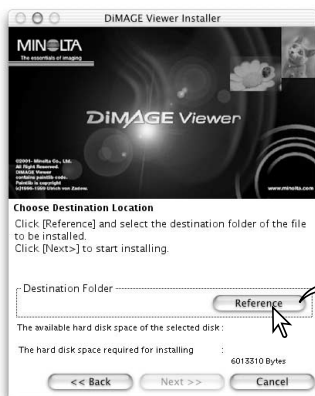 DiMAGE Viewer Installer
MINOLTA
The essentials of imaging
DiMAGE Viewer
©2001- Minolta Co., Ltd.
All Right Reserved.
DiMAGE Viewer
contains paintlib code.
Paintlib is copyright
(c)1996-1999 Ulrich von Zadow.
www.minolta.com
Choose Destination Location
Click [Reference] and select the destination folder of the file
to be installed.
Click [Next>] to start installing.
Destination Folder
Reference
The available hard disk space of the selected disk :
The hard disk space required for installing :
6013310 Bytes
<< Back
Next >>
Cancel